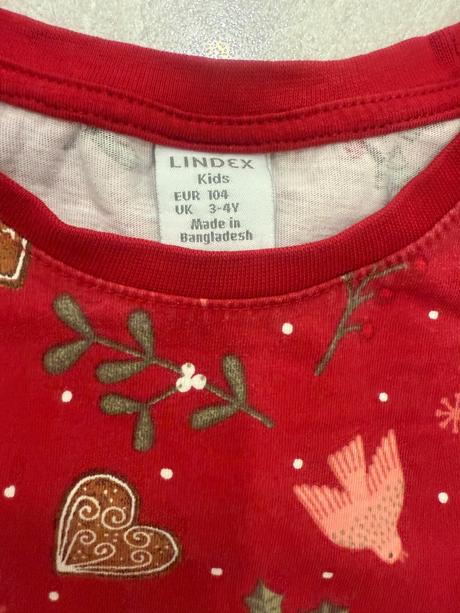 LINDEX
Kids
EUR 104
UK 3-4Y
Made in
Bangladesh